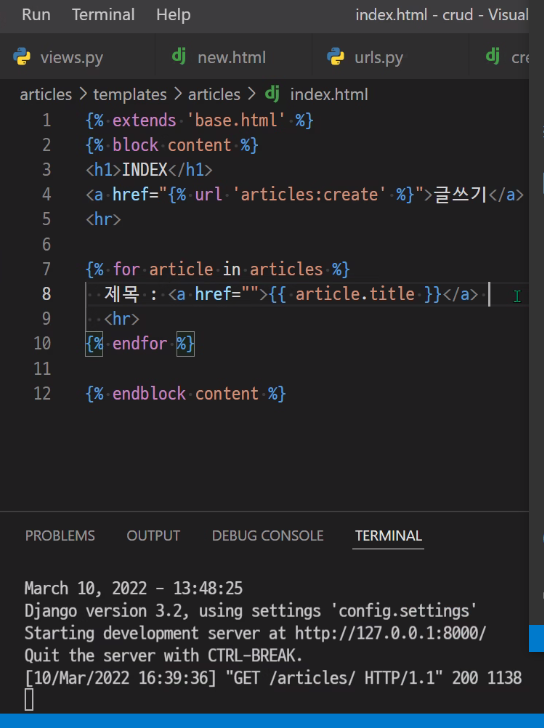 Run Terminal Help index.html - crud - Visual
views.py new.html urls.py cre
articles > templates > articles > index.html
1 {% extends 'base.html' %}
2 {% block content %}
3 <h1>INDEX</h1>
4 <a href="{% url 'articles:create' %}">글쓰기</a>
5 <hr>
6
7 {% for article in articles %}
8 제목 : <a href="">{{ article.title }}</a>
9 <hr>
10 {% endfor %}
11
12 {% endblock content %}
PROBLEMS OUTPUT DEBUG CONSOLE TERMINAL
March 10, 2022 - 13:48:25
Django version 3.2, using settings 'config.settings'
Starting development server at http://127.0.0.1:8000/
Quit the server with CTRL-BREAK.
[10/Mar/2022 16:39:36] "GET /articles/ HTTP/1.1" 200 1138